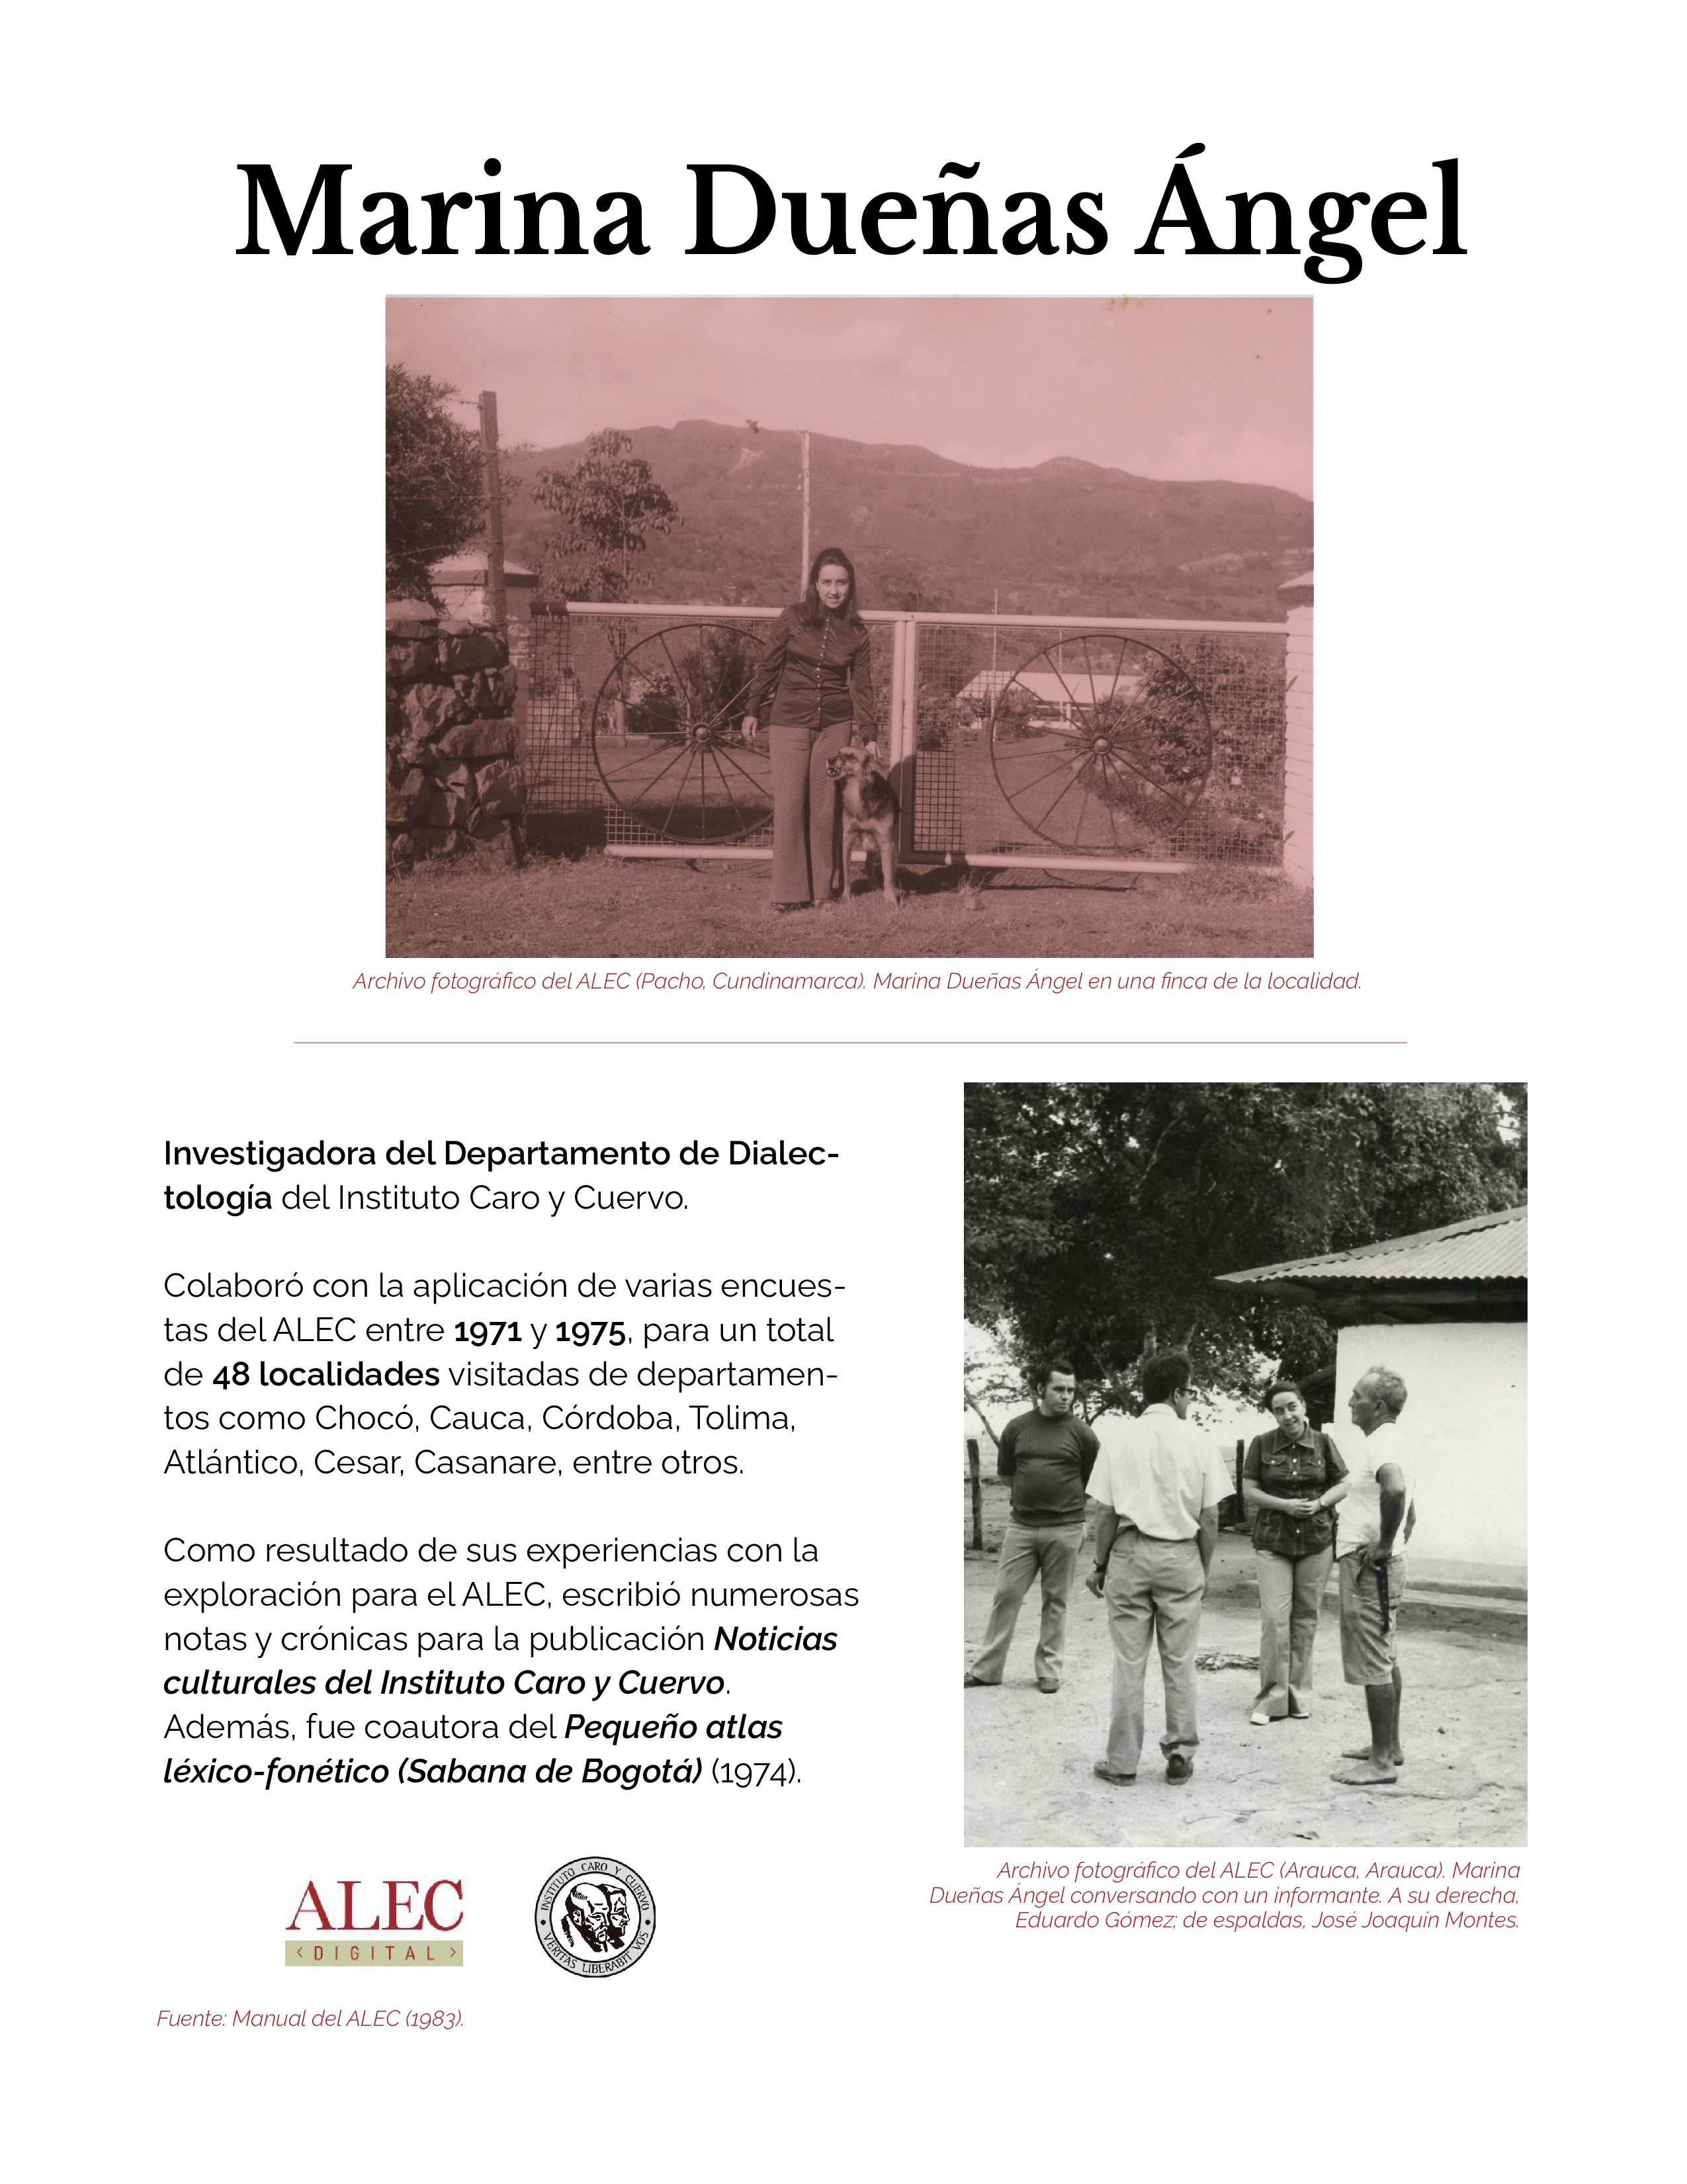 Marina Dueñas Ángel
Archivo fotográfico del ALEC (Pacho, Cundinamarca). Marina Dueñas Ángel en una finca de la localidad.
Investigadora del Departamento de Dialec-
tología del Instituto Caro y Cuervo.
Colaboró con la aplicación de varias encues-
tas del ALEC entre 1971 y 1975, para un total
de 48 localidades visitadas de departamen-
tos como Chocó, Cauca, Córdoba, Tolima,
Atlántico, Cesar, Casanare, entre otros.
Como resultado de sus experiencias con la
exploración para el ALEC, escribió numerosas
notas y crónicas para la publicación Noticias
culturales del Instituto Caro y Cuervo.
Además, fue coautora del Pequeño atlas
léxico-fonético (Sabana de Bogotá) (1974).
Archivo fotográfico del ALEC (Arauca, Arauca). Marina
Dueñas Ángel conversando con un informante. A su derecha,
Eduardo Gómez; de espaldas, José Joaquín Montes.
ALEC
<DIGITAL>
INSTITUTO CARO Y CUERVO
VERITAS LIBERABIT VOS
Fuente: Manual del ALEC (1983).